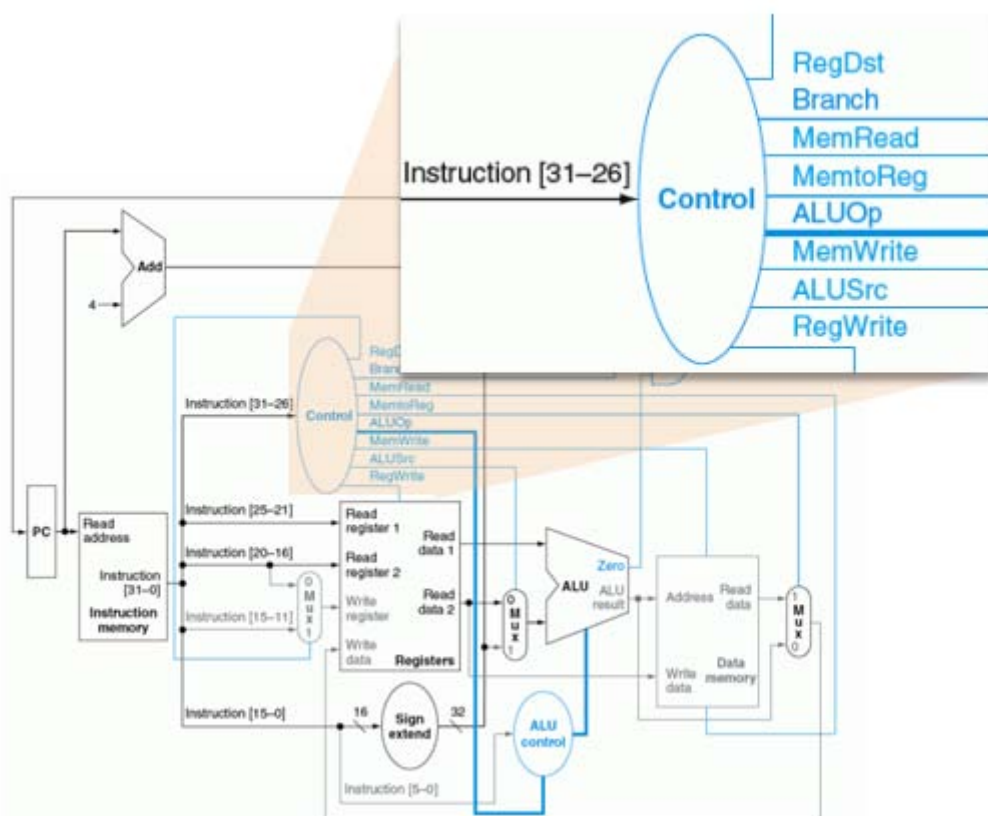 RegDst
Branch
MemRead
Instruction [31–26]
MemtoReg
Control
ALUOp
MemWrite
ALUSrc
RegWrite
Add
4
MemRead
Instruction [31–26]
Control
MemtoReg
ALUOp
MemWrite
ALUSrc
RegWrite
PC
Read
address
Instruction
[31–0]
Instruction
memory
Instruction [25–21]
Instruction [20–16]
Instruction [15–11]
0
M
u
x
1
Read
register 1
Read
register 2
Write
register
Write
data
Read
data 1
Read
data 2
Registers
0
M
u
x
1
Zero
ALU
ALU
result
Address
Read
data
Write
data
Data
memory
1
M
u
x
0
Instruction [15–0]
16
Sign
extend
32
ALU
control
Instruction [5–0]